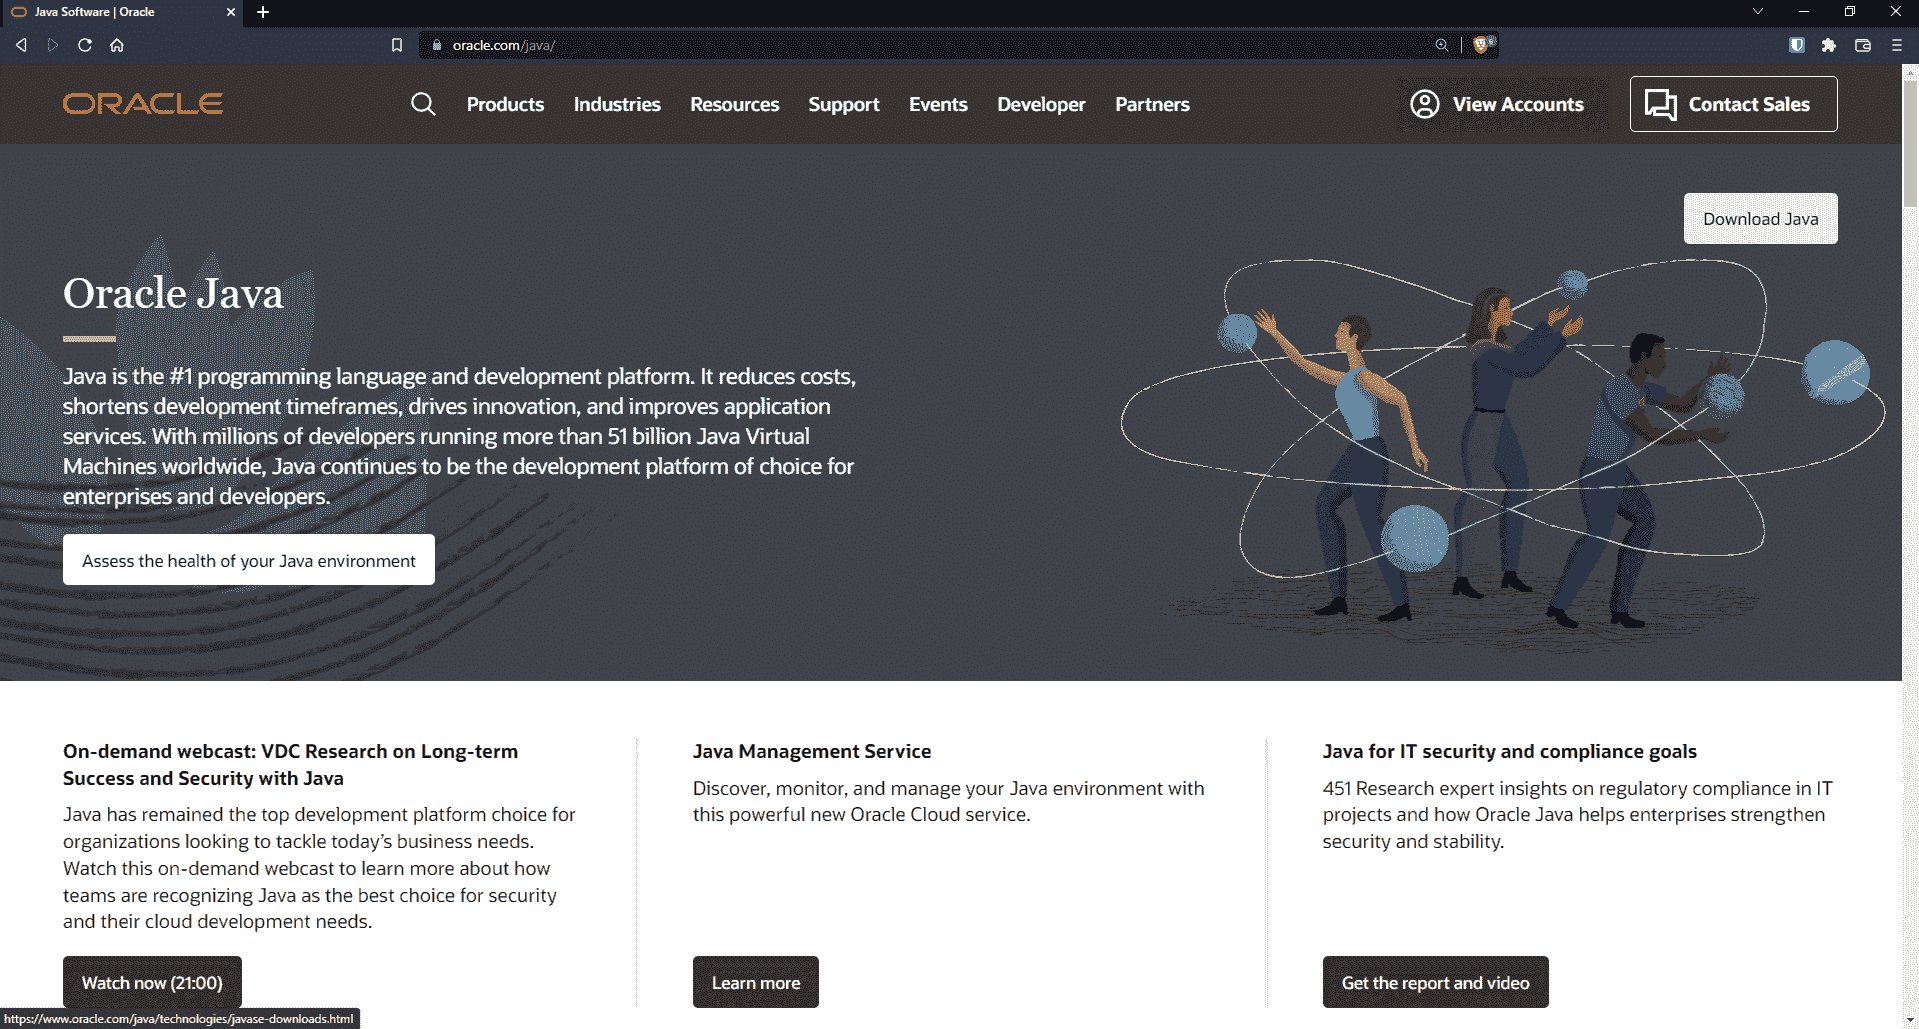 Java Software | Oracle
oracle.com/java/
6
ORACLE
Products
Industries
Resources
Support
Events
Developer
Partners
View Accounts
Contact Sales
Download Java
Oracle Java
Java is the #1 programming language and development platform. It reduces costs,
shortens development timeframes, drives innovation, and improves application
services. With millions of developers running more than 51 billion Java Virtual
Machines worldwide, Java continues to be the development platform of choice for
enterprises and developers.
Assess the health of your Java environment
On-demand webcast: VDC Research on Long-term
Success and Security with Java
Java has remained the top development platform choice for
organizations looking to tackle today's business needs.
Watch this on-demand webcast to learn more about how
teams are recognizing Java as the best choice for security
and their cloud development needs.
Watch now (21:00)
Java Management Service
Discover, monitor, and manage your Java environment with
this powerful new Oracle Cloud service.
Learn more
Java for IT security and compliance goals
451 Research expert insights on regulatory compliance in IT
projects and how Oracle Java helps enterprises strengthen
security and stability.
Get the report and video
https://www.oracle.com/java/technologies/javase-downloads.html